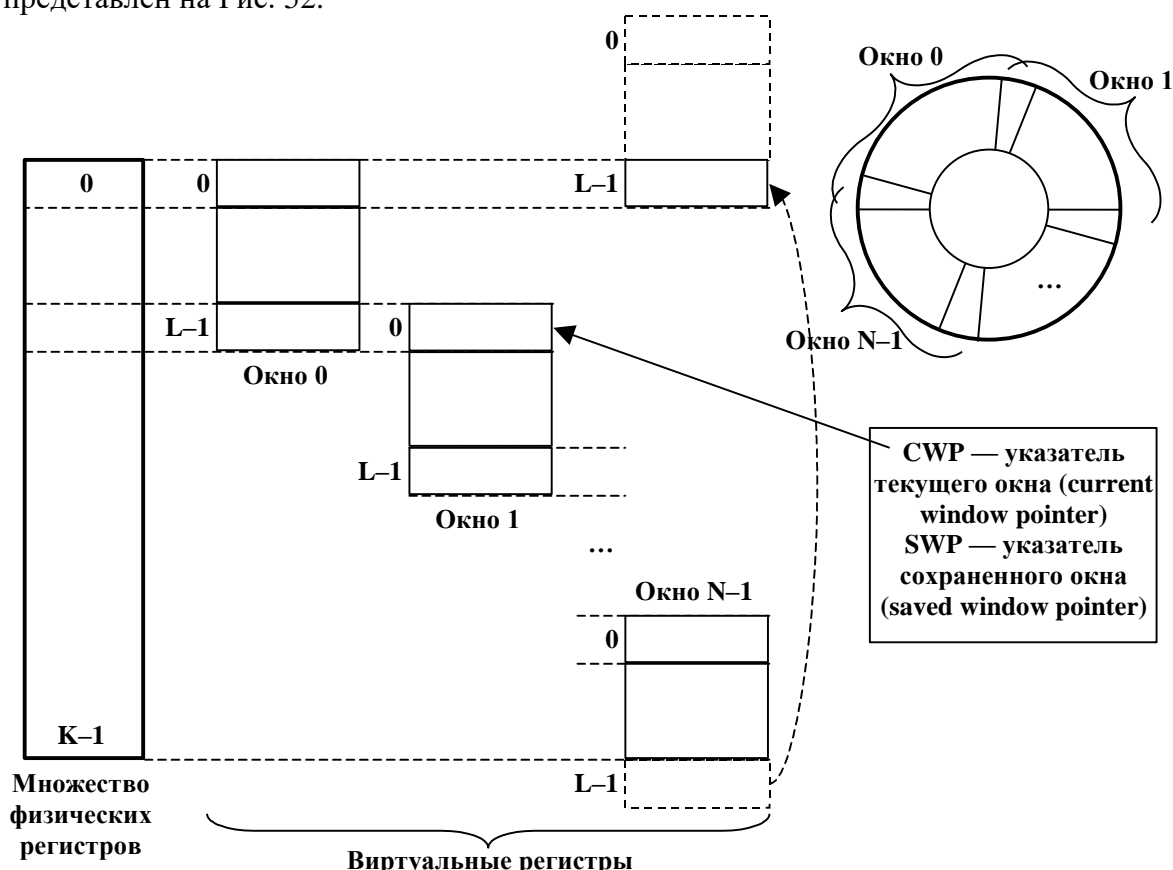 представлен на Рис. 52.
0
Окно 0
Окно 1
0
0
L–1
...
L–1
0
Окно N–1
Окно 0
L–1
Окно 1
CWP — указатель
текущего окна (current
window pointer)
SWP — указатель
сохраненного окна
(saved window pointer)
...
Окно N–1
0
K–1
L–1
Множество
физических
регистров
Виртуальные регистры